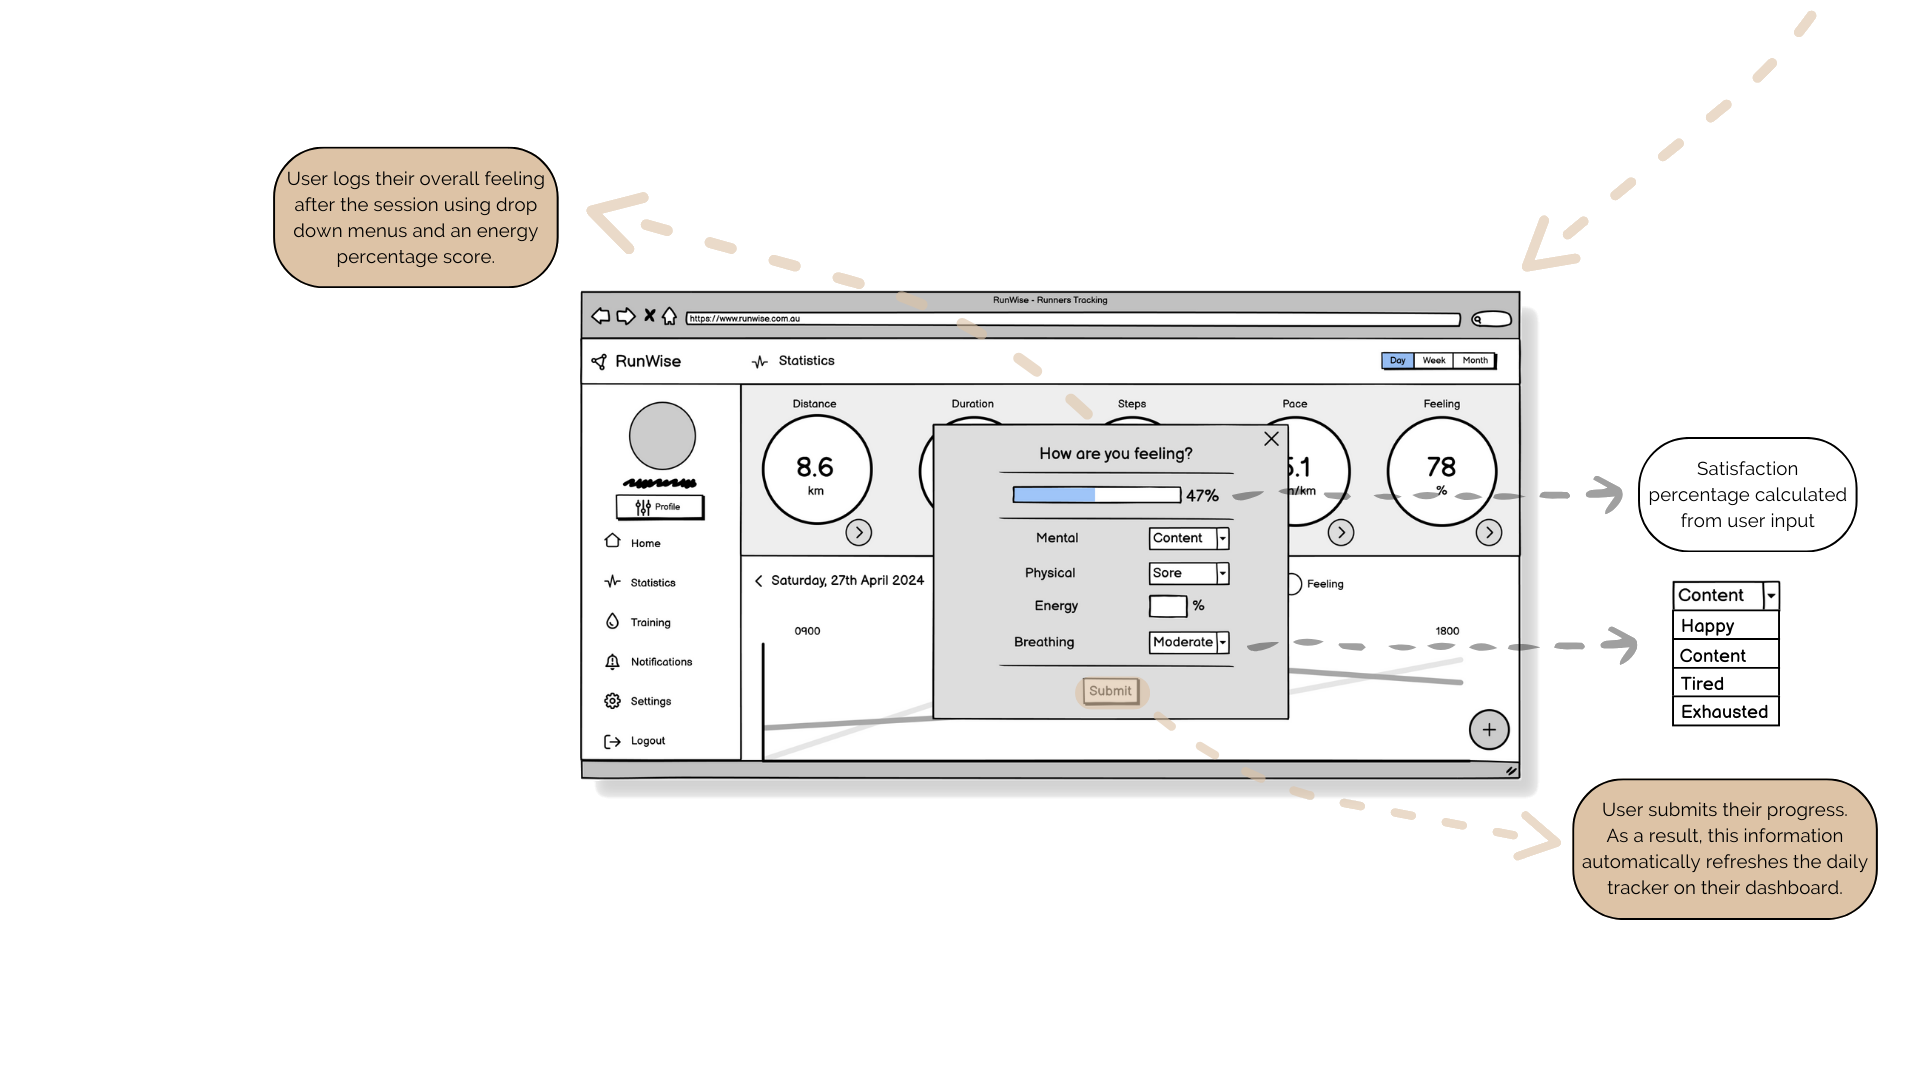 User logs their overall feeling
after the session using drop
down menus and an energy
percentage score.
RunWise - Runners Tracking
https://www.runwise.com.au
RunWise
Statistics
Day Week Month
Profile
Home
Statistics
Training
Notifications
Settings
Logout
Distance
8.6
km
Duration
Steps
Pace
5.1
/km
Feeling
78
%
Saturday, 27th April 2024
Feeling
0900
1800
How are you feeling?
47%
Mental Content
Physical Sore
Energy %
Breathing Moderate
Submit
Satisfaction
percentage calculated
from user input
Content
Happy
Content
Tired
Exhausted
User submits their progress.
As a result, this information
automatically refreshes the daily
tracker on their dashboard.